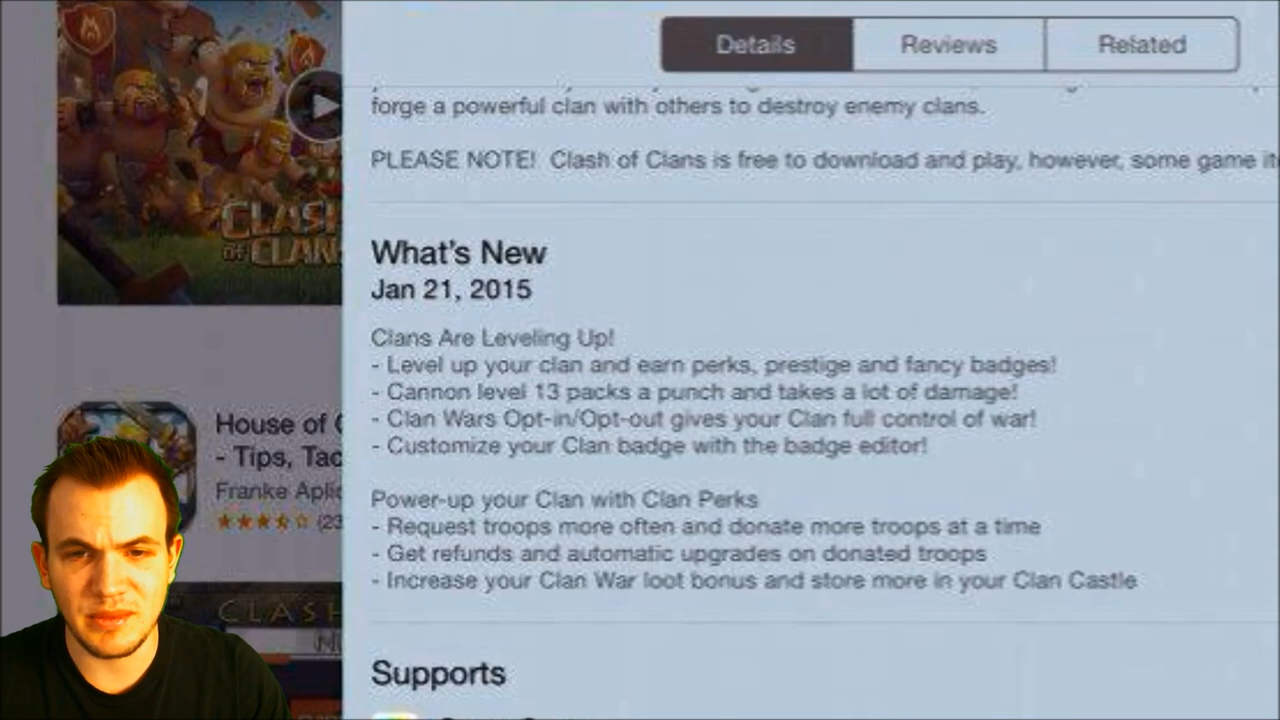 Details
Reviews
Related
forge a powerful clan with others to destroy enemy clans.
PLEASE NOTE! Clash of Clans is free to download and play, however, some game
What's New
Jan 21, 2015
Clans Are Leveling Up!
- Level up your clan and earn perks, prestige and fancy badges!
- Cannon level 13 packs a punch and takes a lot of damage!
- Clan Wars Opt-in/Opt-out gives your Clan full control of war!
- Customize your Clan badge with the badge editor!
Power-up your Clan with Clan Perks
- Request troops more often and donate more troops at a time
- Get refunds and automatic upgrades on donated troops
- Increase your Clan War loot bonus and store more in your Clan Castle
Supports
CLASH
OF CLANS
House of
- Tips,
Franke
CLASH